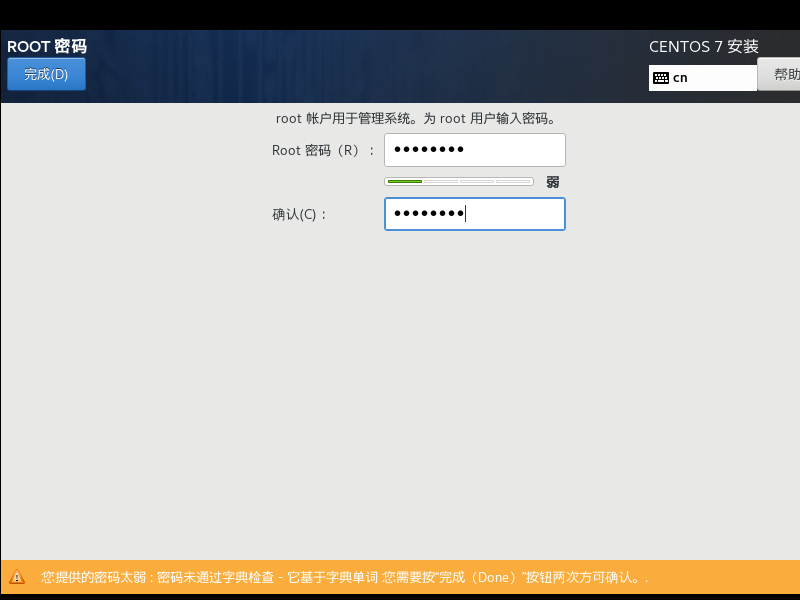 ROOT 密码
CENTOS 7 安装
完成(D)
cn
帮助
root 帐户用于管理系统。为 root 用户输入密码。
Root 密码（R）：
●●●●●●●●
弱
确认(C)：
●●●●●●●●
您提供的密码太弱 : 密码未通过字典检查 - 它基于字典单词 您需要按“完成（Done）”按钮两次方可确认。.